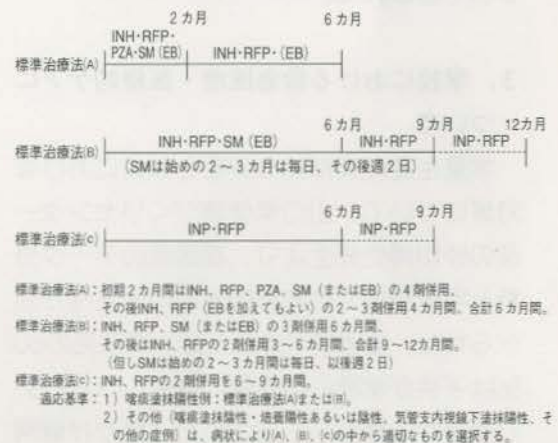 2カ月 6カ月
INH·RFP·
PZA·SM (EB) INH·RFP·(EB)
標準治療法(A)
6カ月 9カ月 12カ月
INH·RFP·SM (EB) INH·RFP INP·RFP
標準治療法(B)
(SMは始めの2〜3カ月は毎日、その後週2日)
6カ月 9カ月
INP·RFP INP·RFP
標準治療法(C)
標準治療法(A)：初期2カ月間はINH、RFP、PZA、SM（またはEB）の4剤併用、
その後INH、RFP（EBを加えてもよい）の2〜3剤併用4カ月間、合計6カ月間。
標準治療法(B)：INH、RFP、SM（またはEB）の3剤併用6カ月間、
その後はINH、RFPの2剤併用3〜6カ月間、合計9〜12カ月間。
(但しSMは始めの2〜3カ月間は毎日、以後週2日)
標準治療法(C)：INH、RFPの2剤併用を6〜9カ月間。
適応基準：1）喀痰塗抹陽性例：標準治療法(A)または(B)。
2）その他（喀痰塗抹陰性・培養陽性あるいは陰性、気管支内視鏡下塗抹陽性、そ
の他の症例）は、病状により(A)、(B)、(C)の中から適切なものを選択する。